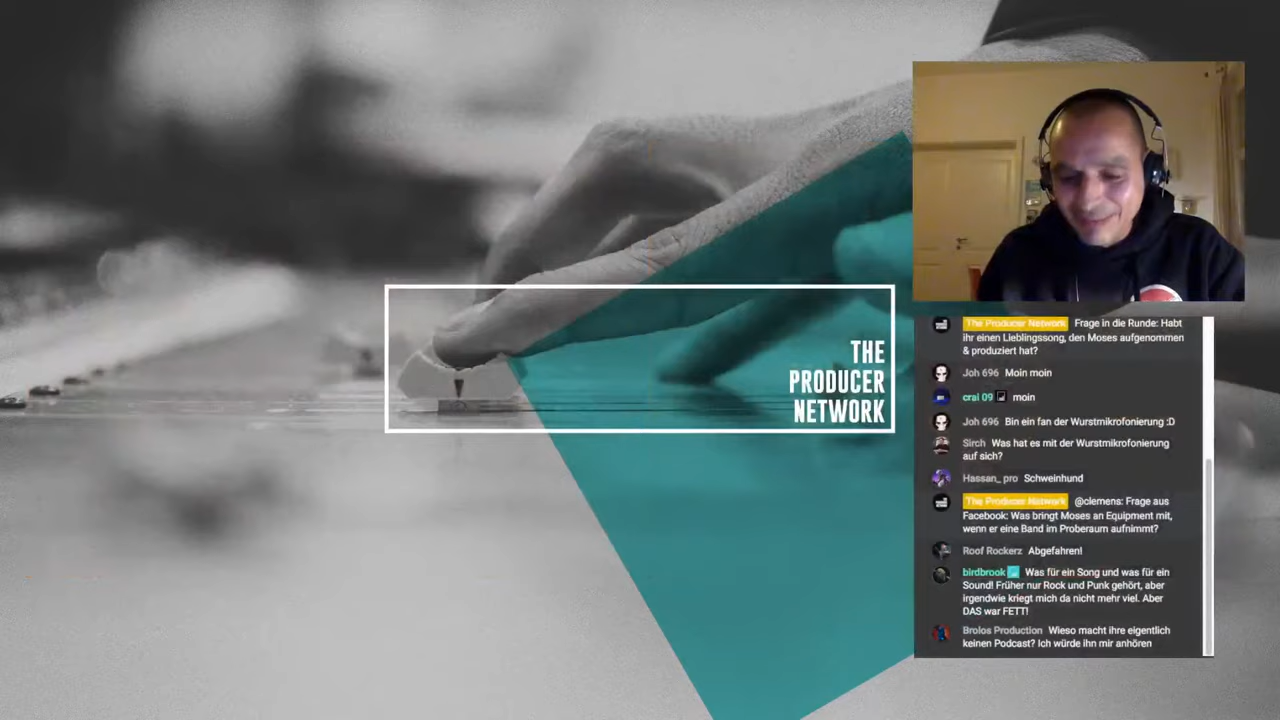 THE
PRODUCER
NETWORK
The Producer Network Frage in die Runde: Habt
ihr einen Lieblingssong, den Moses aufgenommen
& produziert hat?
Joh 696 Moin moin
crai 09 moin
Joh 696 Bin ein fan der Wurstmikrofonierung :D
Sirch Was hat es mit der Wurstmikrofonierung
auf sich?
Hassan_ pro Schweinhund
The Producer Network @clemens: Frage aus
Facebook: Was bringt Moses an Equipment mit,
wenn er eine Band im Proberaum aufnimmt?
Roof Rockerz Abgefahren!
birdbrook Was für ein Song und was für ein
Sound! Früher nur Rock und Punk gehört, aber
irgendwie kriegt mich da nicht mehr viel. Aber
DAS war FETT!
Brolos Production Wieso macht ihre eigentlich
keinen Podcast? Ich würde ihn mir anhören